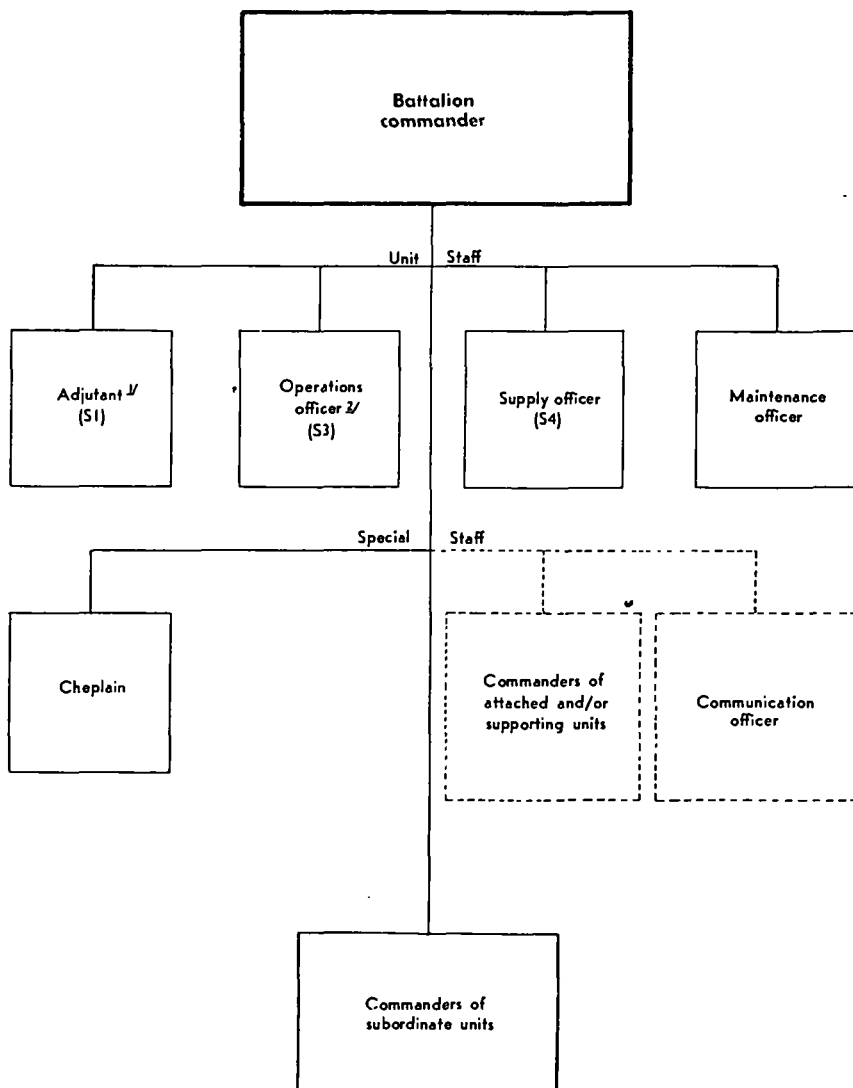 Battalion
commander
Unit Staff
Adjutant 1/
(S1)
Operations
officer 2/
(S3)
Supply officer
(S4)
Maintenance
officer
Special Staff
Cheplain
Commanders of
attached and/or
supporting units
Communication
officer
Commanders of
subordinate units